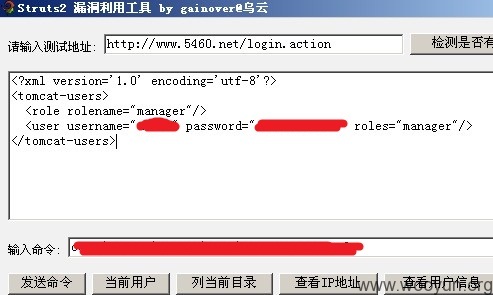 Struts2 漏洞利用工具 by gainover@乌云
请输入测试地址: http://www.5460.net/login.action 检测是否有
<?xml version='1.0' encoding='utf-8'?>
<tomcat-users>
<role rolename="manager"/>
<user username=" " password=" " roles="manager"/>
</tomcat-users>
输入命令:
发送命令 当前用户 列当前目录 查看IP地址 查看用户信息
www.wooyun.org